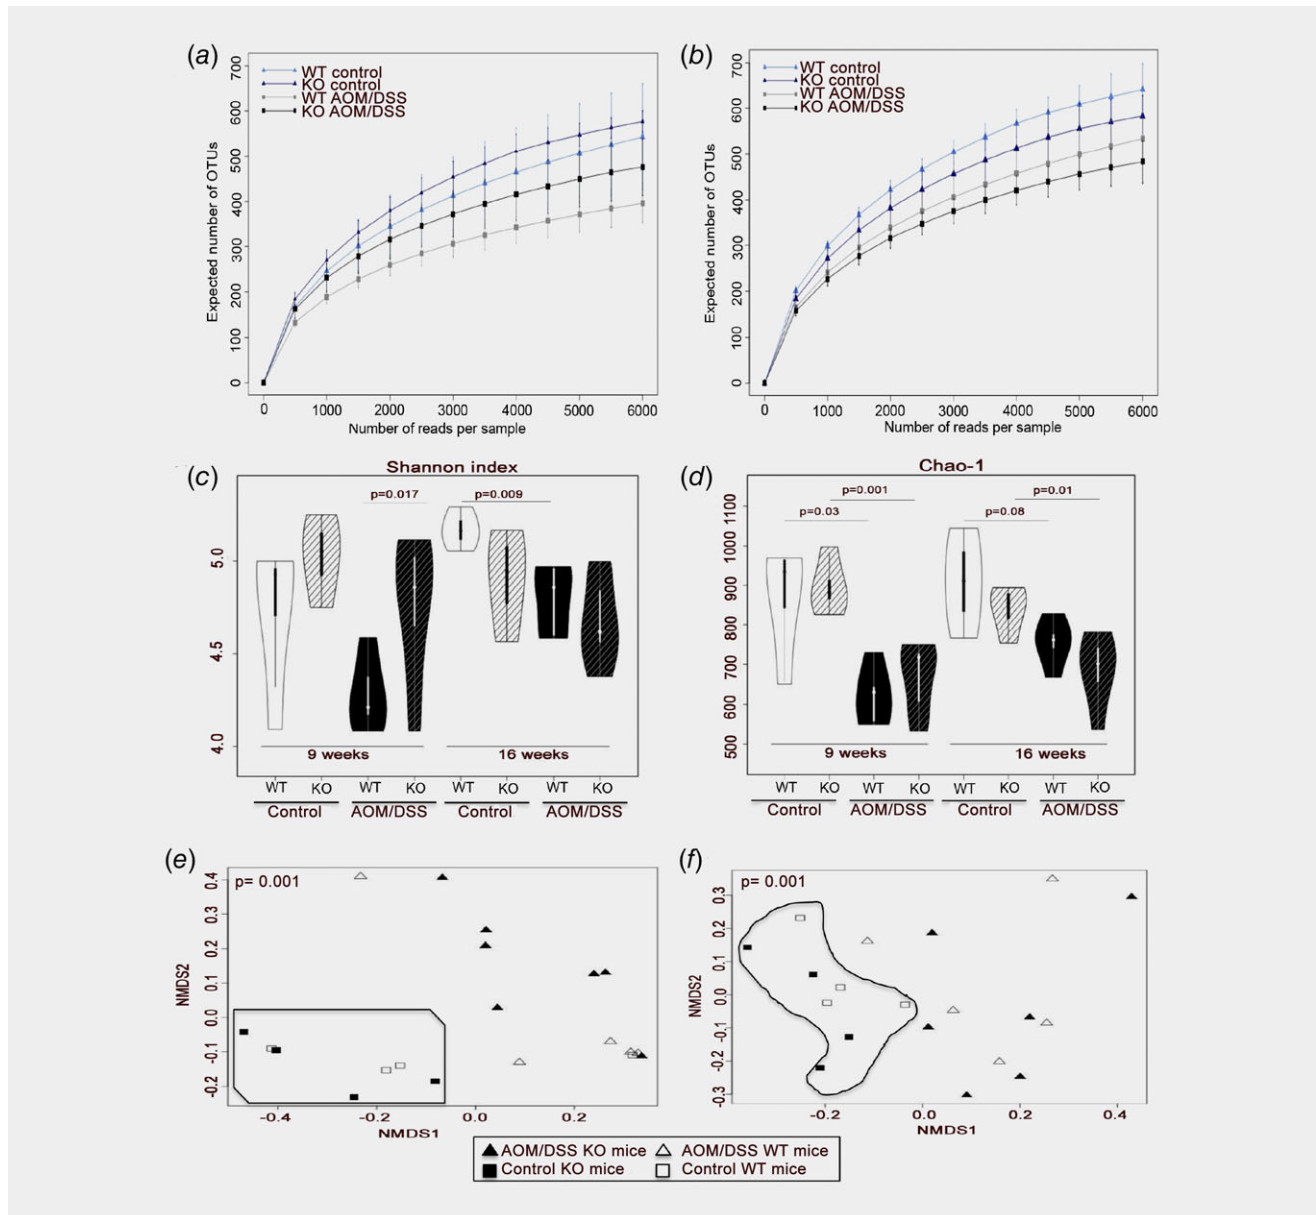 (a)
700
600
500
400
300
200
100
0
Expected number of OTUs
WT control
KO control
WT AOM/DSS
KO AOM/DSS
0 1000 2000 3000 4000 5000 6000
Number of reads per sample
(b)
700
600
500
400
300
200
100
0
Expected number of OTUs
WT control
KO control
WT AOM/DSS
KO AOM/DSS
0 1000 2000 3000 4000 5000 6000
Number of reads per sample
(c)
Shannon index
p=0.017
p=0.009
5.0
4.5
4.0
9 weeks 16 weeks
WT KO WT KO WT KO WT KO
Control AOM/DSS Control AOM/DSS
(d)
Chao-1
p=0.001
p=0.01
p=0.03
p=0.08
1100
1000
900
800
700
600
500
9 weeks 16 weeks
WT KO WT KO WT KO WT KO
Control AOM/DSS Control AOM/DSS
(e)
p= 0.001
0.4
0.3
0.2
0.1
0.0
-0.1
-0.2
NMDS2
-0.4 -0.2 0.0 0.2
NMDS1
(f)
p= 0.001
0.3
0.2
0.1
0.0
-0.1
-0.2
-0.3
NMDS2
-0.2 0.0 0.2 0.4
NMDS1
AOM/DSS KO mice AOM/DSS WT mice
Control KO mice Control WT mice